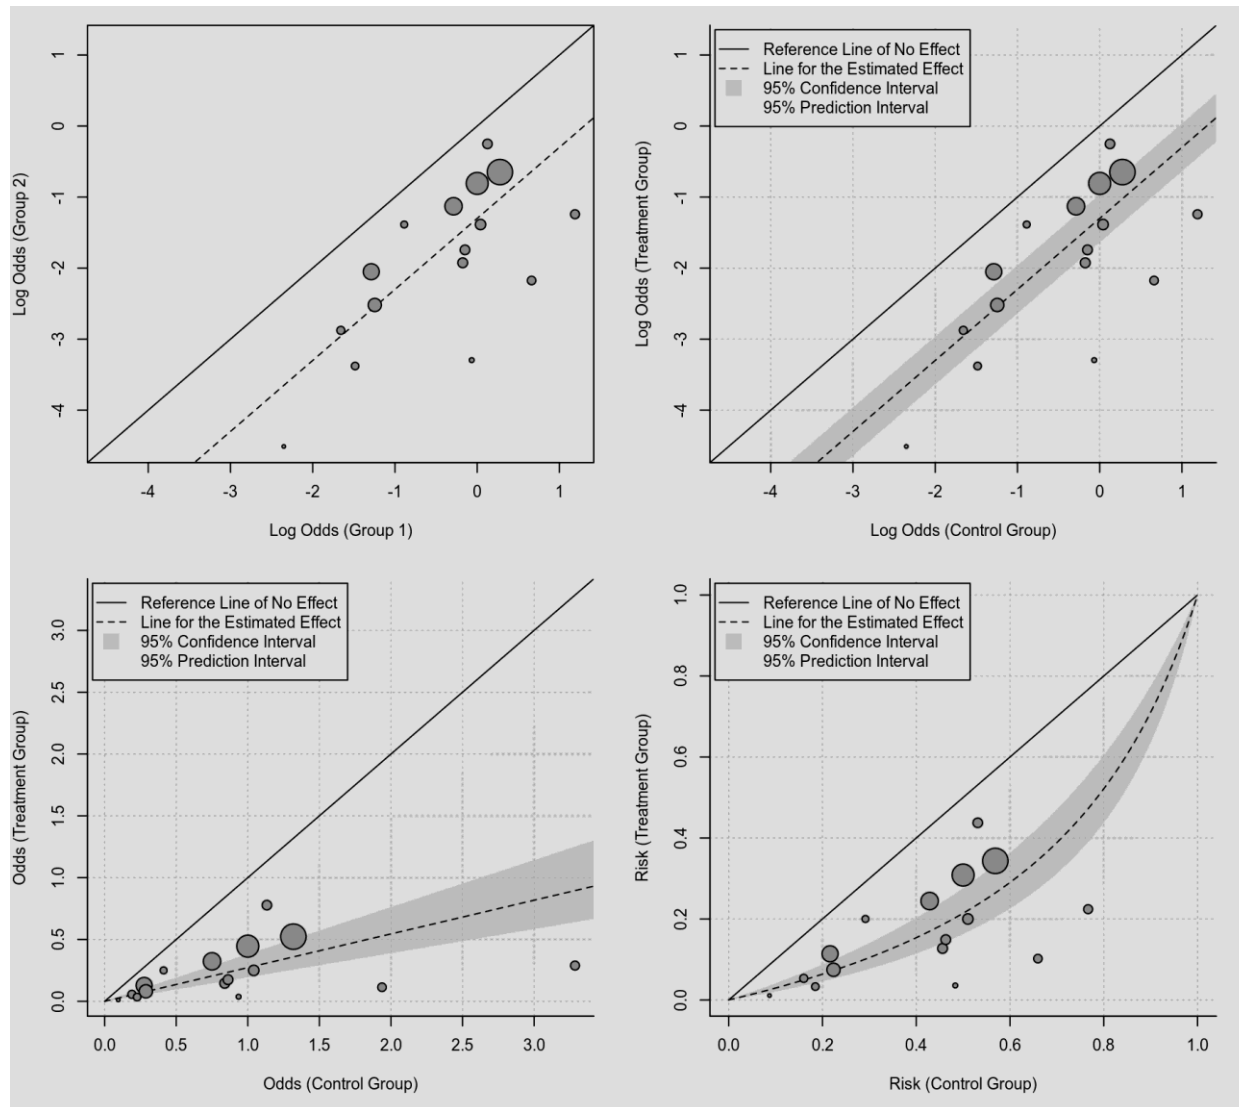 1
0
-1
-2
-3
-4
Log Odds (Group 2)
-4 -3 -2 -1 0 1
Log Odds (Group 1)
Reference Line of No Effect
Line for the Estimated Effect
95% Confidence Interval
95% Prediction Interval
1
0
-1
-2
-3
-4
Log Odds (Treatment Group)
-4 -3 -2 -1 0 1
Log Odds (Control Group)
Reference Line of No Effect
Line for the Estimated Effect
95% Confidence Interval
95% Prediction Interval
3.0
2.5
2.0
1.5
1.0
0.5
0.0
Odds (Treatment Group)
0.0 0.5 1.0 1.5 2.0 2.5 3.0
Odds (Control Group)
Reference Line of No Effect
Line for the Estimated Effect
95% Confidence Interval
95% Prediction Interval
1.0
0.8
0.6
0.4
0.2
0.0
Risk (Treatment Group)
0.0 0.2 0.4 0.6 0.8 1.0
Risk (Control Group)